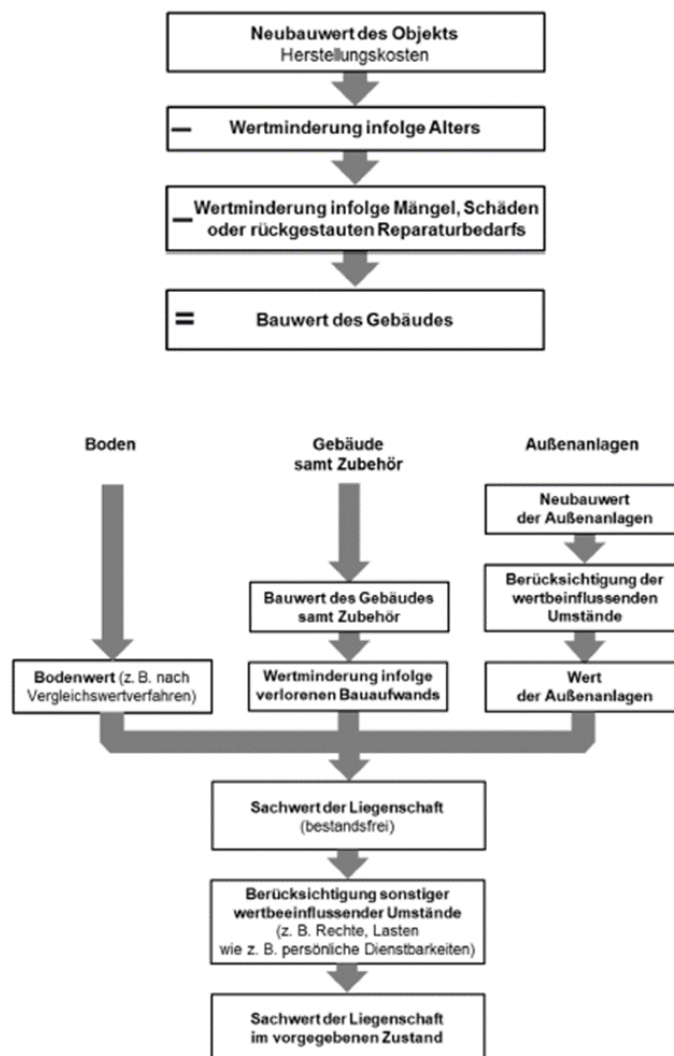 Neubauwert des Objekts
Herstellungskosten
– Wertminderung infolge Alters
– Wertminderung infolge Mängel, Schäden
oder rückgestauten Reparaturbedarfs
= Bauwert des Gebäudes
Boden
Gebäude
samt Zubehör
Außenanlagen
Neubauwert
der Außenanlagen
Bauwert des Gebäudes
samt Zubehör
Berücksichtigung der
wertbeinflussenden
Umstände
Bodenwert (z. B. nach
Vergleichswertverfahren)
Wertminderung infolge
verlorenen Bauaufwands
Wert
der Außenanlagen
Sachwert der Liegenschaft
(bestandsfrei)
Berücksichtigung sonstiger
wertbeeinflussender Umstände
(z. B. Rechte, Lasten
wie z. B. persönliche Dienstbarkeiten)
Sachwert der Liegenschaft
im vorgegebenen Zustand